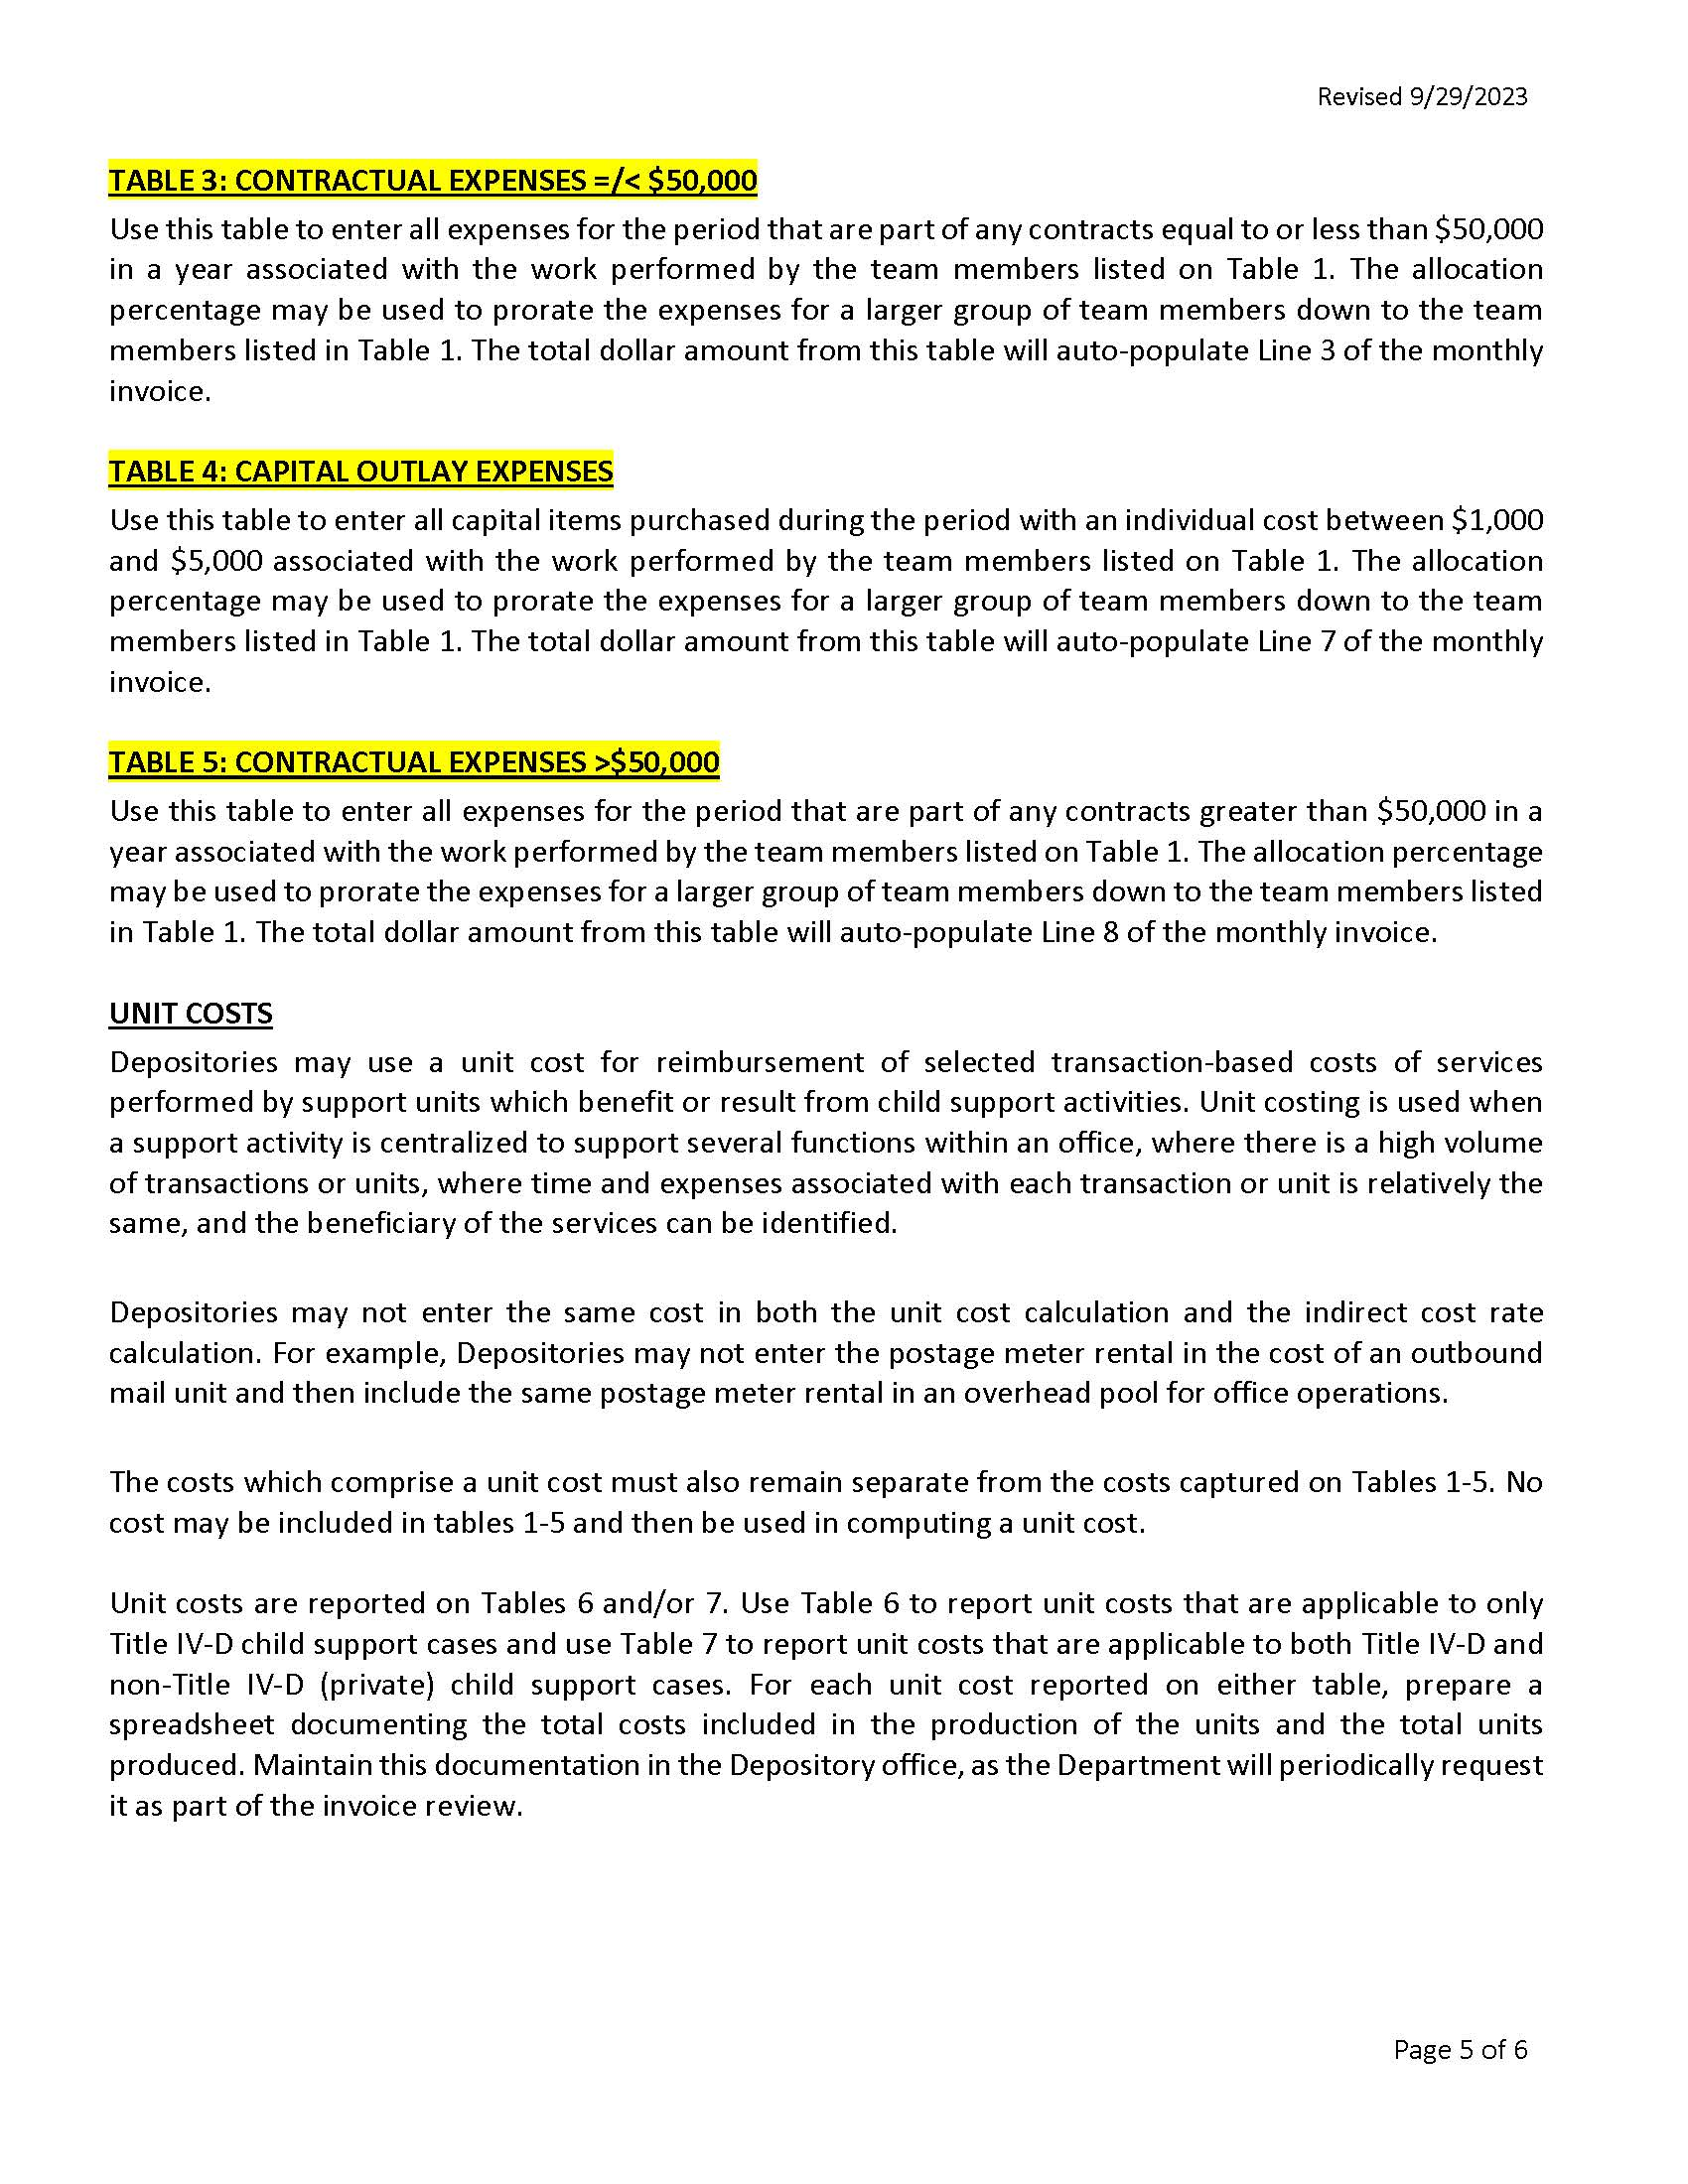 Revised 9/29/2023
TABLE 3: CONTRACTUAL EXPENSES =/< $50,000
Use this table to enter all expenses for the period that are part of any contracts equal to or less than $50,000
in a year associated with the work performed by the team members listed on Table 1. The allocation
percentage may be used to prorate the expenses for a larger group of team members down to the team
members listed in Table 1. The total dollar amount from this table will auto-populate Line 3 of the monthly
invoice.
TABLE 4: CAPITAL OUTLAY EXPENSES
Use this table to enter all capital items purchased during the period with an individual cost between $1,000
and $5,000 associated with the work performed by the team members listed on Table 1. The allocation
percentage may be used to prorate the expenses for a larger group of team members down to the team
members listed in Table 1. The total dollar amount from this table will auto-populate Line 7 of the monthly
invoice.
TABLE 5: CONTRACTUAL EXPENSES >$50,000
Use this table to enter all expenses for the period that are part of any contracts greater than $50,000 in a
year associated with the work performed by the team members listed on Table 1. The allocation percentage
may be used to prorate the expenses for a larger group of team members down to the team members listed
in Table 1. The total dollar amount from this table will auto-populate Line 8 of the monthly invoice.
UNIT COSTS
Depositories may use a unit cost for reimbursement of selected transaction-based costs of services
performed by support units which benefit or result from child support activities. Unit costing is used when
a support activity is centralized to support several functions within an office, where there is a high volume
of transactions or units, where time and expenses associated with each transaction or unit is relatively the
same, and the beneficiary of the services can be identified.
Depositories may not enter the same cost in both the unit cost calculation and the indirect cost rate
calculation. For example, Depositories may not enter the postage meter rental in the cost of an outbound
mail unit and then include the same postage meter rental in an overhead pool for office operations.
The costs which comprise a unit cost must also remain separate from the costs captured on Tables 1-5. No
cost may be included in tables 1-5 and then be used in computing a unit cost.
Unit costs are reported on Tables 6 and/or 7. Use Table 6 to report unit costs that are applicable to only
Title IV-D child support cases and use Table 7 to report unit costs that are applicable to both Title IV-D and
non-Title IV-D (private) child support cases. For each unit cost reported on either table, prepare a
spreadsheet documenting the total costs included in the production of the units and the total units
produced. Maintain this documentation in the Depository office, as the Department will periodically request
it as part of the invoice review.
Page 5 of 6